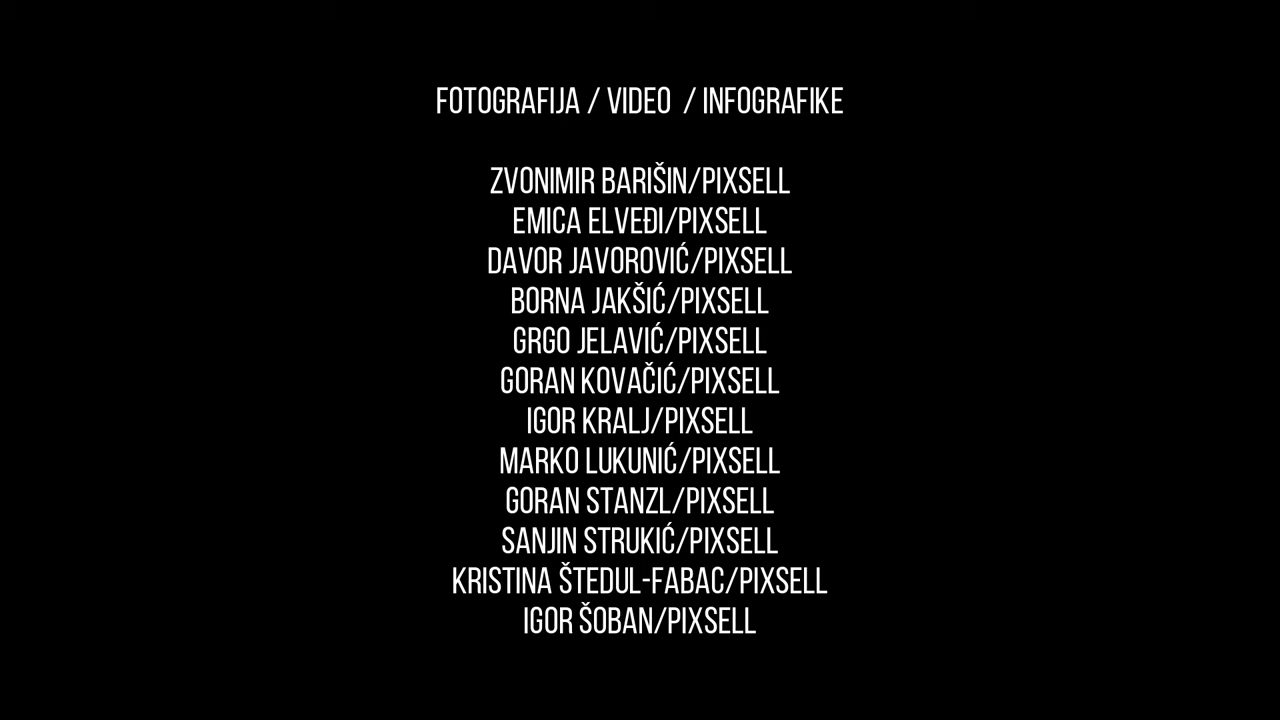 FOTOGRAFIJA / VIDEO / INFOGRAFIKE
ZVONIMIR BARIŠIN/PIXSELL
EMICA ELVEĐI/PIXSELL
DAVOR JAVOROVIĆ/PIXSELL
BORNA JAKŠIĆ/PIXSELL
GRGO JELAVIĆ/PIXSELL
GORAN KOVAČIĆ/PIXSELL
IGOR KRALJ/PIXSELL
MARKO LUKUNIĆ/PIXSELL
GORAN STANZL/PIXSELL
SANJIN STRUKIĆ/PIXSELL
KRISTINA ŠTEDUL-FABAC/PIXSELL
IGOR ŠOBAN/PIXSELL